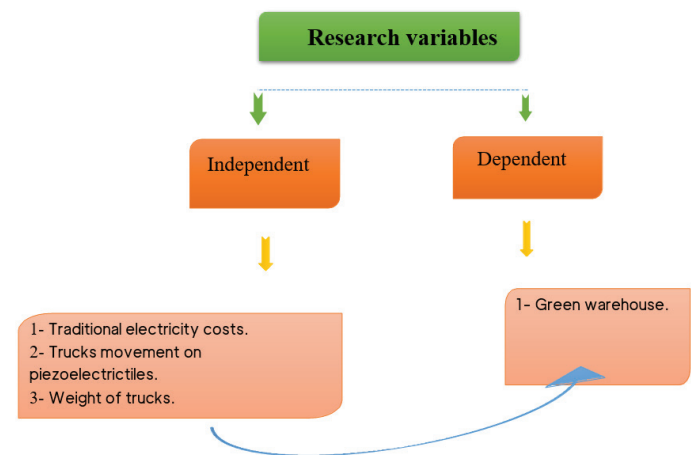 Research variables
Independent
Dependent
1- Traditional electricity costs.
2- Trucks movement on
piezoelectrictiles.
3- Weight of trucks.
1- Green warehouse.